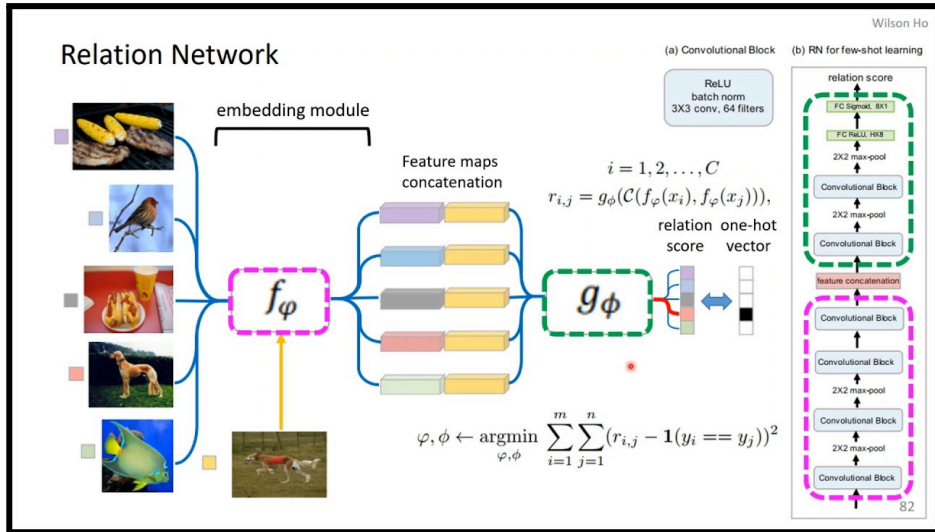 Wilson Ho
Relation Network
embedding module
Feature maps
concatenation
f_φ
g_ϕ
i = 1, 2, . . . , C
r_{i,j} = g_ϕ(C(f_φ(x_i), f_φ(x_j))),
relation
score
one-hot
vector
φ, ϕ ← argmin_{φ,ϕ} ∑_{i=1}^{m} ∑_{j=1}^{n} (r_{i,j} − 1(y_i == y_j))²
(a) Convolutional Block
ReLU
batch norm
3X3 conv, 64 filters
(b) RN for few-shot learning
relation score
FC Sigmoid, 8X1
FC ReLU, HX8
2X2 max-pool
Convolutional Block
2X2 max-pool
Convolutional Block
feature concatenation
Convolutional Block
Convolutional Block
2X2 max-pool
Convolutional Block
2X2 max-pool
Convolutional Block
82